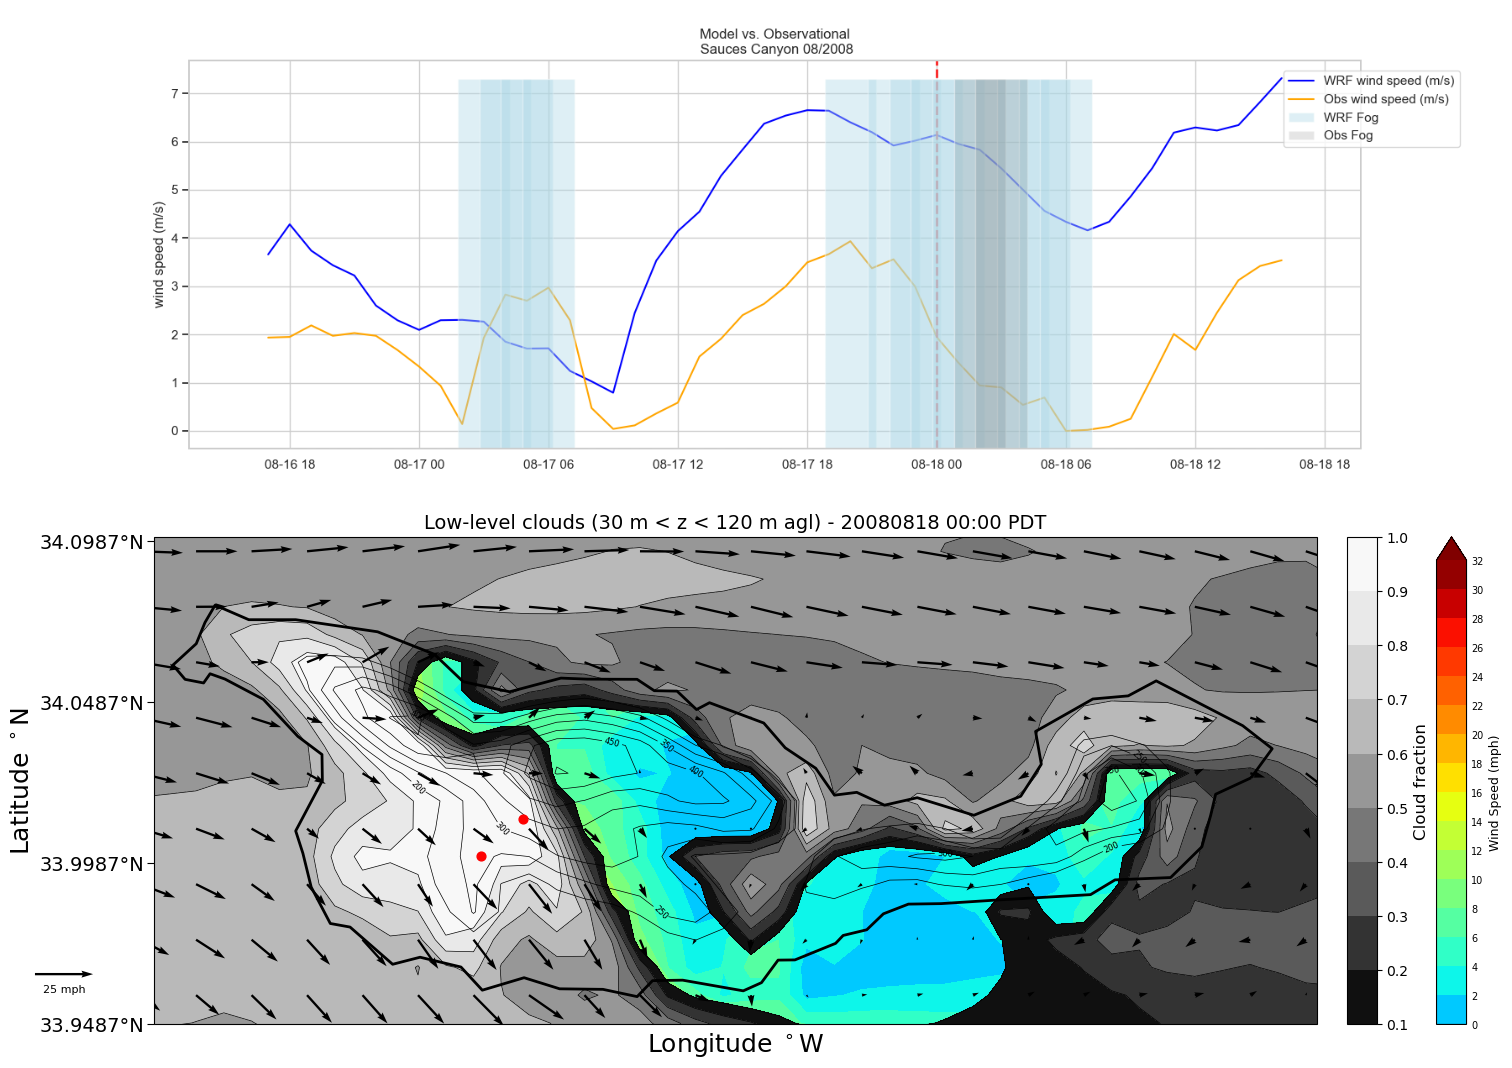 Model vs. Observational
Sauces Canyon 08/2008
WRF wind speed (m/s)
Obs wind speed (m/s)
WRF Fog
Obs Fog
wind speed (m/s)
7
6
5
4
3
2
1
0
08-16 18 08-17 00 08-17 06 08-17 12 08-17 18 08-18 00 08-18 06 08-18 12 08-18 18
Low-level clouds (30 m < z < 120 m agl) - 20080818 00:00 PDT
34.0987°N
34.0487°N
33.9987°N
33.9487°N
Latitude °N
Longitude °W
25 mph
200
300
450
350
400
250
200
1.0
0.9
0.8
0.7
0.6
0.5
0.4
0.3
0.2
0.1
Cloud fraction
32
30
28
26
24
22
20
18
16
14
12
10
8
6
4
2
0
Wind Speed (mph)